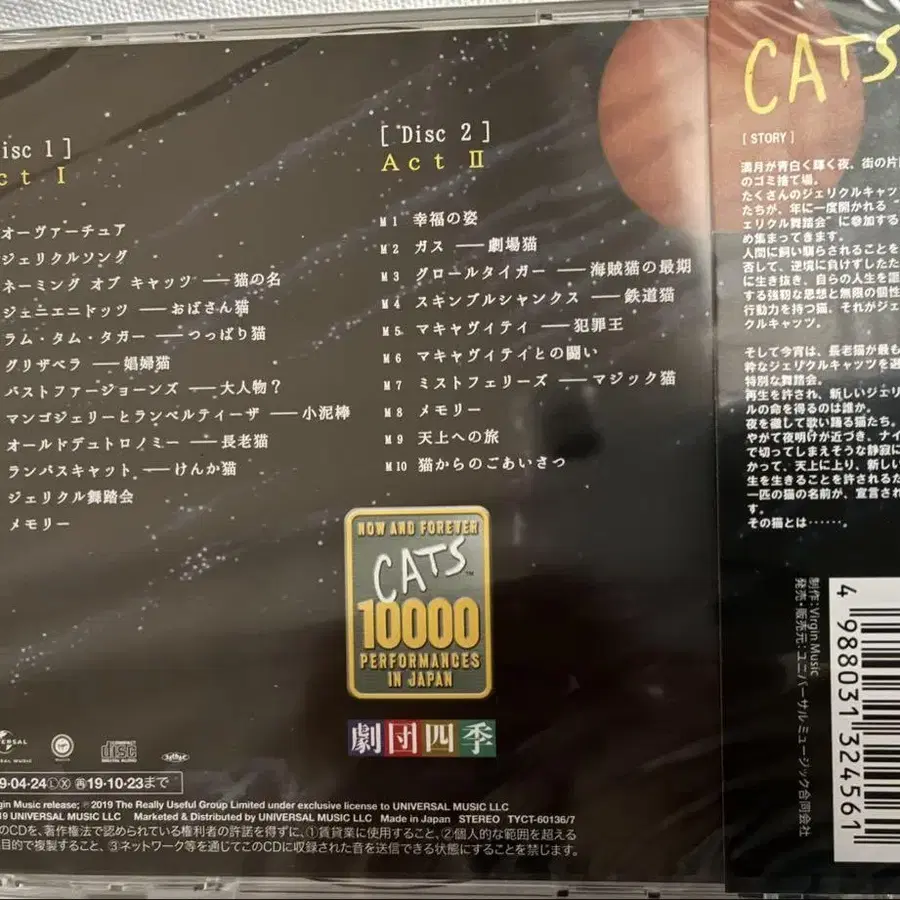 isc 1 ]
ct Ⅰ
オーヴァーチュア
ジェリクルソング
ネーミング オブ キャッツ ── 猫の名
ジェニエニドッツ ── おばさん猫
ラム・タム・タガー ── つっぱり猫
グリザベラ ── 娼婦猫
バストファージョーンズ ── 大人物？
マンゴジェリーとランペルティーザ ── 小泥棒
オールドデュトロノミー ── 長老猫
ランパスキャット ── けんか猫
ジェリクル舞踏会
メモリー
[ Disc 2 ]
Act Ⅱ
M1 幸福の姿
M2 ガス ── 劇場猫
M3 グロールタイガー ── 海賊猫の最期
M4 スキンブルシャンクス ── 鉄道猫
M5 マキャヴィティ ── 犯罪王
M6 マキャヴィティとの闘い
M7 ミストフェリーズ ── マジック猫
M8 メモリー
M9 天上への旅
M10 猫からのごあいさつ
NOW AND FOREVER
CATS™
10000
PERFORMANCES
IN JAPAN
劇団四季
COMPACT
disc
DIGITAL AUDIO
9-04-24 Ⓛ Ⓧ 再19・10・23まで
gin Music release; ℗2019 The Really Useful Group Limited under exclusive license to UNIVERSAL MUSIC LLC
19 UNIVERSAL MUSIC LLC Marketed & Distributed by UNIVERSAL MUSIC LLC Made in Japan STEREO TYCT-60136/7
のCDを、著作権法で認められている権利者の許諾を得ずに、①賃貸業に使用すること、②個人的な範囲を超える
目的で複製すること、③ネットワーク等を通じてこのCDに収録された音を送信できる状態にすることを禁じます。
CATS
[ STORY ]
満月が青白く輝く夜、街の片
のゴミ捨て場。
たくさんのジェリクルキャッツ
たちが、年に一度開かれる“
ェリクル舞踏会”に参加する
め集まってきます。
人間に飼い馴らされることを
否して、逆境に負けずしたた
に生き抜き、自らの人生を謳
する強靭な思想と無限の個性
行動力を持つ猫、それがジェ
クルキャッツ。
そして今宵は、長老猫が最も
粋なジェリクルキャッツを選
特別な舞踏会。
再生を許され、新しいジェリ
ルの命を得るのは誰か。
夜を徹して歌い踊る猫たち。
やがて夜明けが近づき、ナイ
で切ってしまえそうな静寂に
かって、天上に上り、新しい
生を生きることを許されるた
一匹の猫の名前が、宣言され
す。
その猫とは……。
制作：Virgin Music
発売・販売元：ユニバーサルミュージック合同会社
4 988031 324561